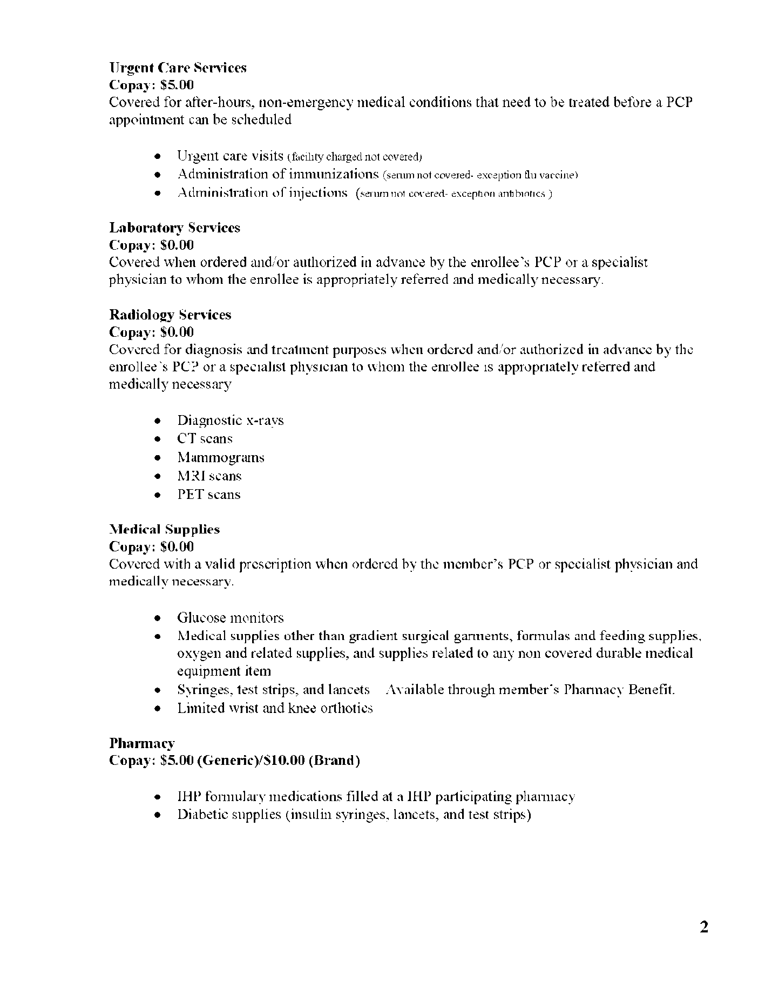 Urgent Care Services
Copay: $5.00
Covered for after-hours, non-emergency medical conditions that need to be treated before a PCP
appointment can be scheduled
• Urgent care visits (facility charged not covered)
• Administration of immunizations (serum not covered- exception flu vaccine)
• Administration of injections (serum not covered- exception antibiotics )
Laboratory Services
Copay: $0.00
Covered when ordered and/or authorized in advance by the enrollee's PCP or a specialist
physician to whom the enrollee is appropriately referred and medically necessary.
Radiology Services
Copay: $0.00
Covered for diagnosis and treatment purposes when ordered and/or authorized in advance by the
enrollee's PCP or a specialist physician to whom the enrollee is appropriately referred and
medically necessary
• Diagnostic x-rays
• CT scans
• Mammograms
• MRI scans
• PET scans
Medical Supplies
Copay: $0.00
Covered with a valid prescription when ordered by the member's PCP or specialist physician and
medically necessary.
• Glucose monitors
• Medical supplies other than gradient surgical garments, formulas and feeding supplies,
oxygen and related supplies, and supplies related to any non covered durable medical
equipment item
• Syringes, test strips, and lancets Available through member's Pharmacy Benefit.
• Limited wrist and knee orthotics
Pharmacy
Copay: $5.00 (Generic)/$10.00 (Brand)
• IHP formulary medications filled at a IHP participating pharmacy
• Diabetic supplies (insulin syringes, lancets, and test strips)
2